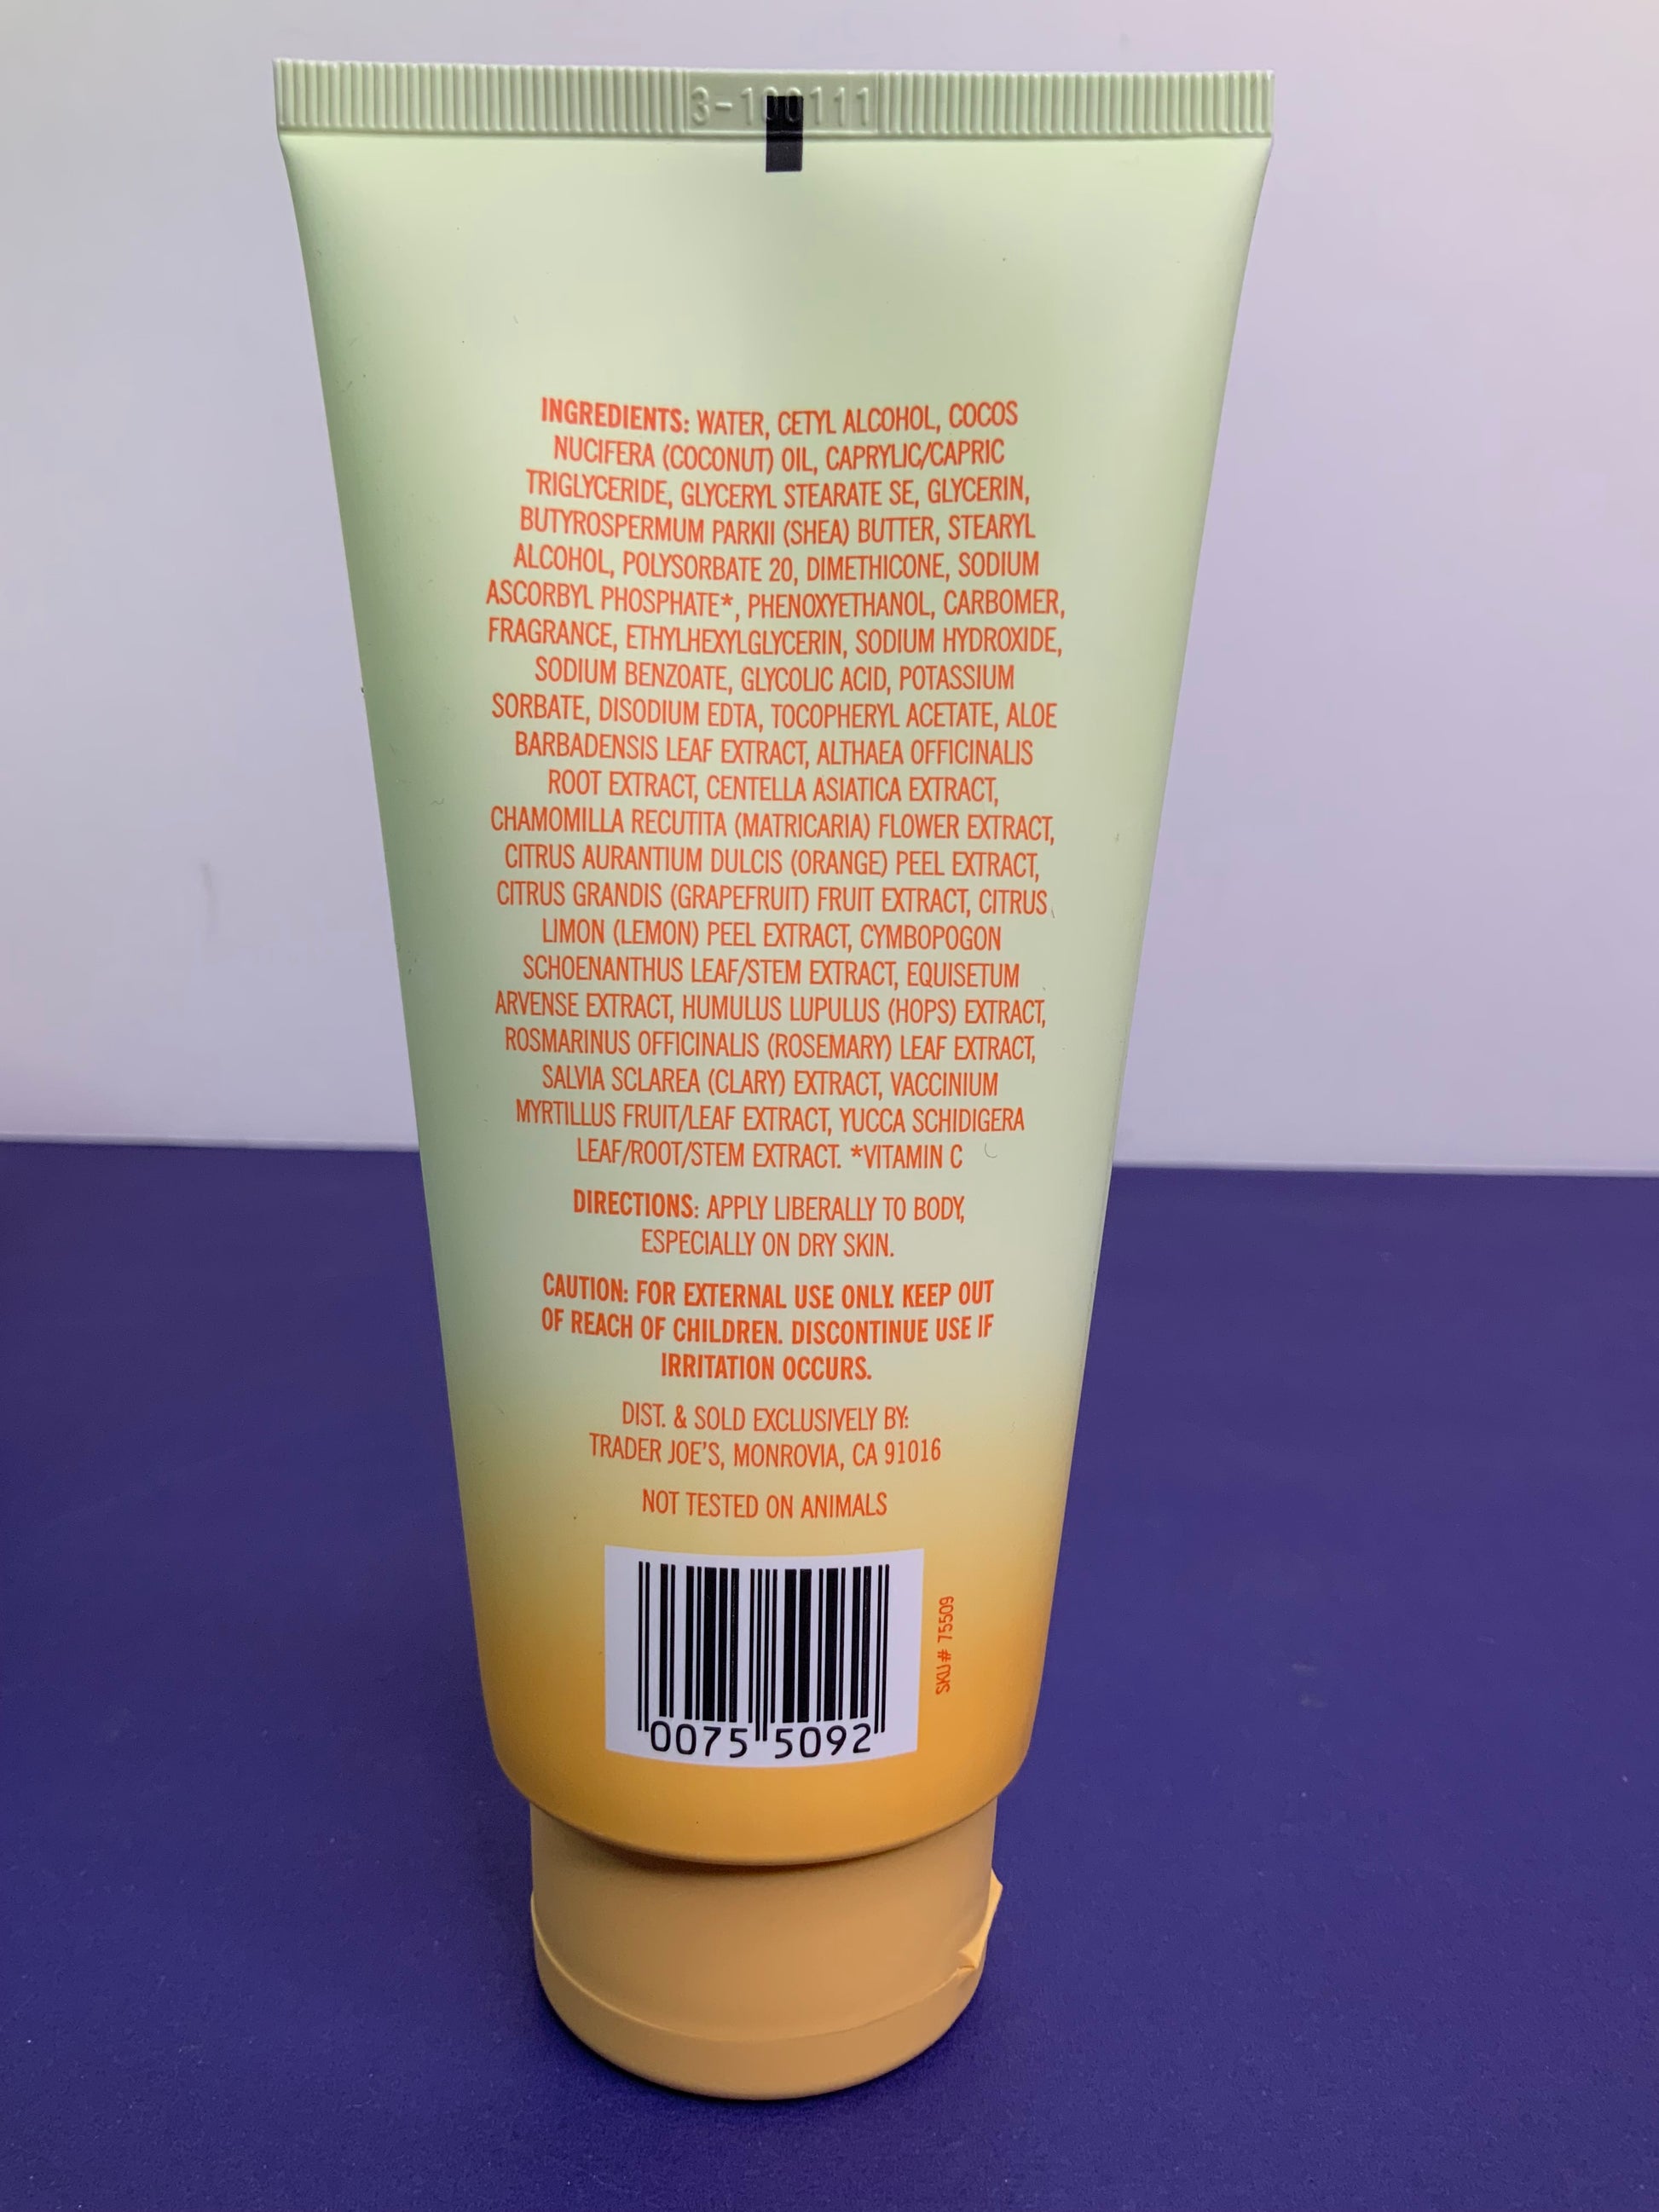 3-100111
INGREDIENTS: WATER, CETYL ALCOHOL, COCOS
NUCIFERA (COCONUT) OIL, CAPRYLIC/CAPRIC
TRIGLYCERIDE, GLYCERYL STEARATE SE, GLYCERIN,
BUTYROSPERMUM PARKII (SHEA) BUTTER, STEARYL
ALCOHOL, POLYSORBATE 20, DIMETHICONE, SODIUM
ASCORBYL PHOSPHATE*, PHENOXYETHANOL, CARBOMER,
FRAGRANCE, ETHYLHEXYLGLYCERIN, SODIUM HYDROXIDE,
SODIUM BENZOATE, GLYCOLIC ACID, POTASSIUM
SORBATE, DISODIUM EDTA, TOCOPHERYL ACETATE, ALOE
BARBADENSIS LEAF EXTRACT, ALTHAEA OFFICINALIS
ROOT EXTRACT, CENTELLA ASIATICA EXTRACT,
CHAMOMILLA RECUTITA (MATRICARIA) FLOWER EXTRACT,
CITRUS AURANTIUM DULCIS (ORANGE) PEEL EXTRACT,
CITRUS GRANDIS (GRAPEFRUIT) FRUIT EXTRACT, CITRUS
LIMON (LEMON) PEEL EXTRACT, CYMBOPOGON
SCHOENANTHUS LEAF/STEM EXTRACT, EQUISETUM
ARVENSE EXTRACT, HUMULUS LUPULUS (HOPS) EXTRACT,
ROSMARINUS OFFICINALIS (ROSEMARY) LEAF EXTRACT,
SALVIA SCLAREA (CLARY) EXTRACT, VACCINIUM
MYRTILLUS FRUIT/LEAF EXTRACT, YUCCA SCHIDIGERA
LEAF/ROOT/STEM EXTRACT. *VITAMIN C
DIRECTIONS: APPLY LIBERALLY TO BODY,
ESPECIALLY ON DRY SKIN.
CAUTION: FOR EXTERNAL USE ONLY. KEEP OUT
OF REACH OF CHILDREN. DISCONTINUE USE IF
IRRITATION OCCURS.
DIST. & SOLD EXCLUSIVELY BY:
TRADER JOE'S, MONROVIA, CA 91016
NOT TESTED ON ANIMALS
0075 5092
SKU# 75509